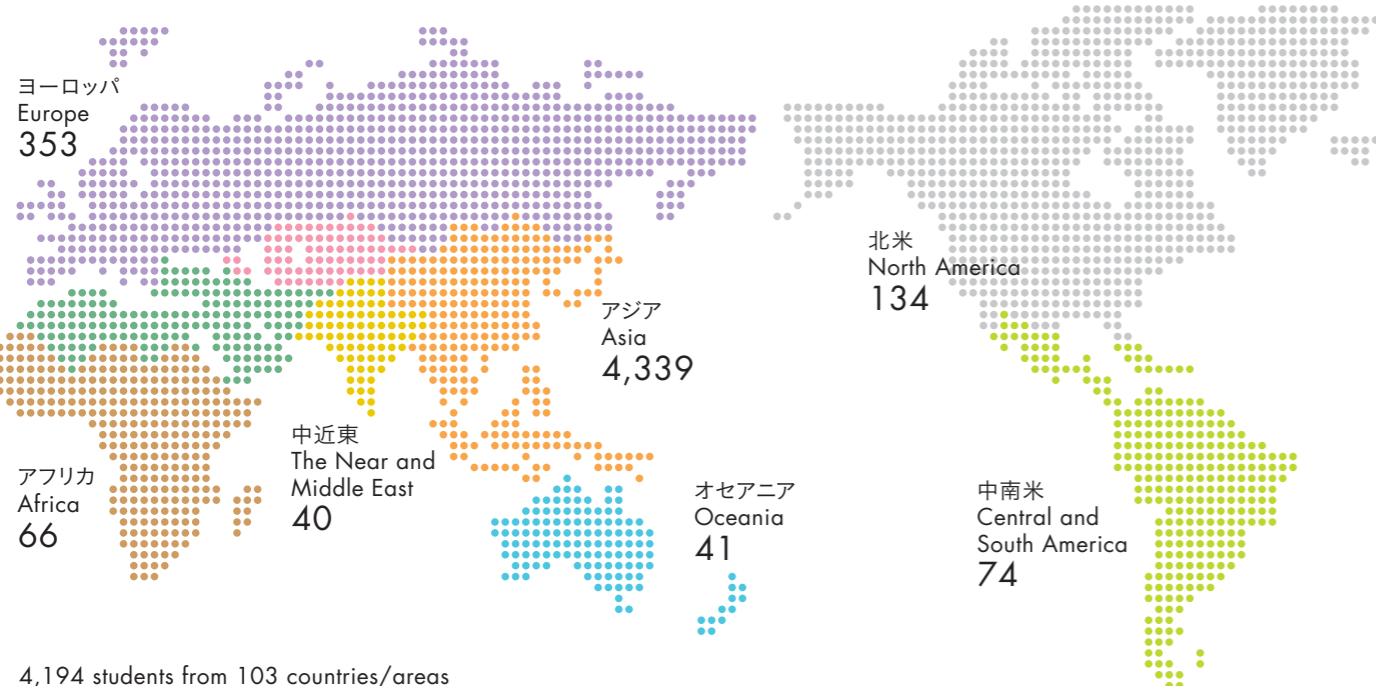 ヨーロッパ
Europe
353
北米
North America
134
アジア
Asia
4,339
中近東
The Near and
Middle East
40
アフリカ
Africa
66
オセアニア
Oceania
41
中南米
Central and
South America
74
4,194 students from 103 countries/areas